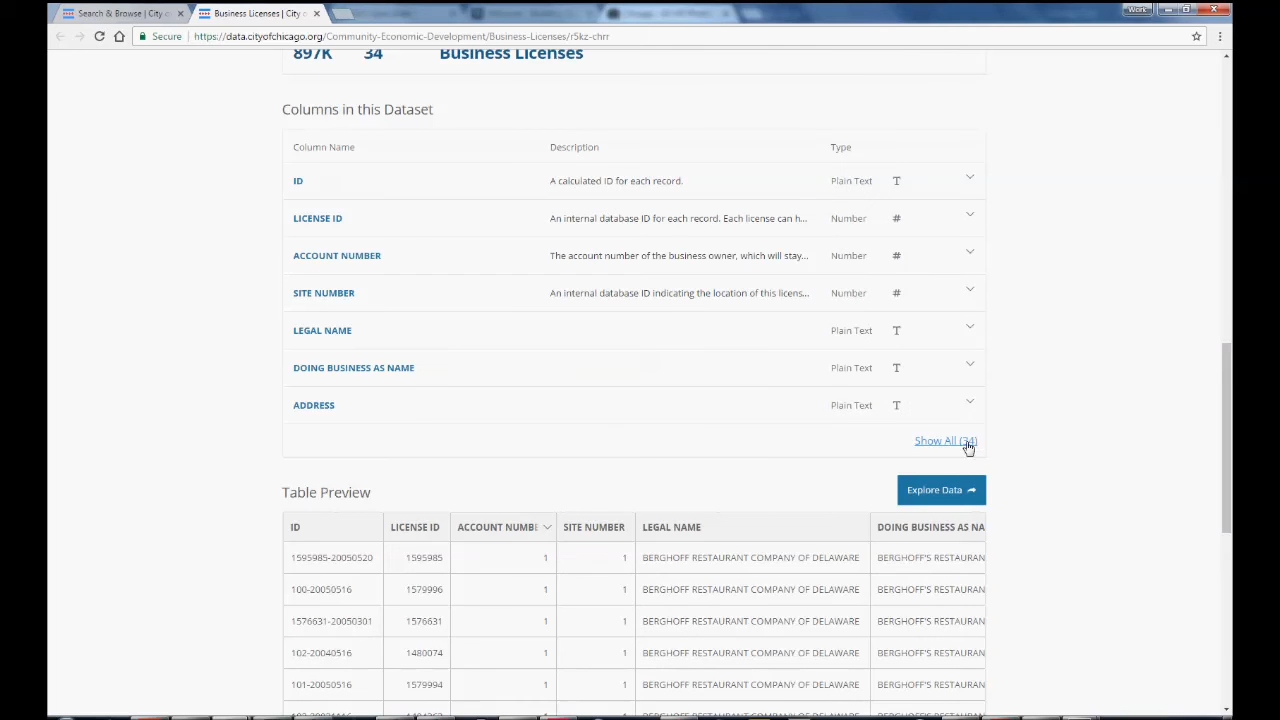 Search & Browse | City o
Business Licenses | City o
Work
Secure
https://data.cityofchicago.org/Community-Economic-Development/Business-Licenses/r5kz-chrr
897K 34 Business Licenses
Columns in this Dataset
Column Name Description Type
ID A calculated ID for each record. Plain Text T
LICENSE ID An internal database ID for each record. Each license can h... Number #
ACCOUNT NUMBER The account number of the business owner, which will stay... Number #
SITE NUMBER An internal database ID indicating the location of this licens... Number #
LEGAL NAME Plain Text T
DOING BUSINESS AS NAME Plain Text T
ADDRESS Plain Text T
Show All (34)
Table Preview
Explore Data
ID LICENSE ID ACCOUNT NUMBE SITE NUMBER LEGAL NAME DOING BUSINESS AS NA
1595985-20050520 1595985 1 1 BERGHOFF RESTAURANT COMPANY OF DELAWARE BERGHOFF'S RESTAURAN
100-20050516 1579996 1 1 BERGHOFF RESTAURANT COMPANY OF DELAWARE BERGHOFF'S RESTAURAN
1576631-20050301 1576631 1 1 BERGHOFF RESTAURANT COMPANY OF DELAWARE BERGHOFF'S RESTAURAN
102-20040516 1480074 1 1 BERGHOFF RESTAURANT COMPANY OF DELAWARE BERGHOFF'S RESTAURAN
101-20050516 1579994 1 1 BERGHOFF RESTAURANT COMPANY OF DELAWARE BERGHOFF'S RESTAURAN